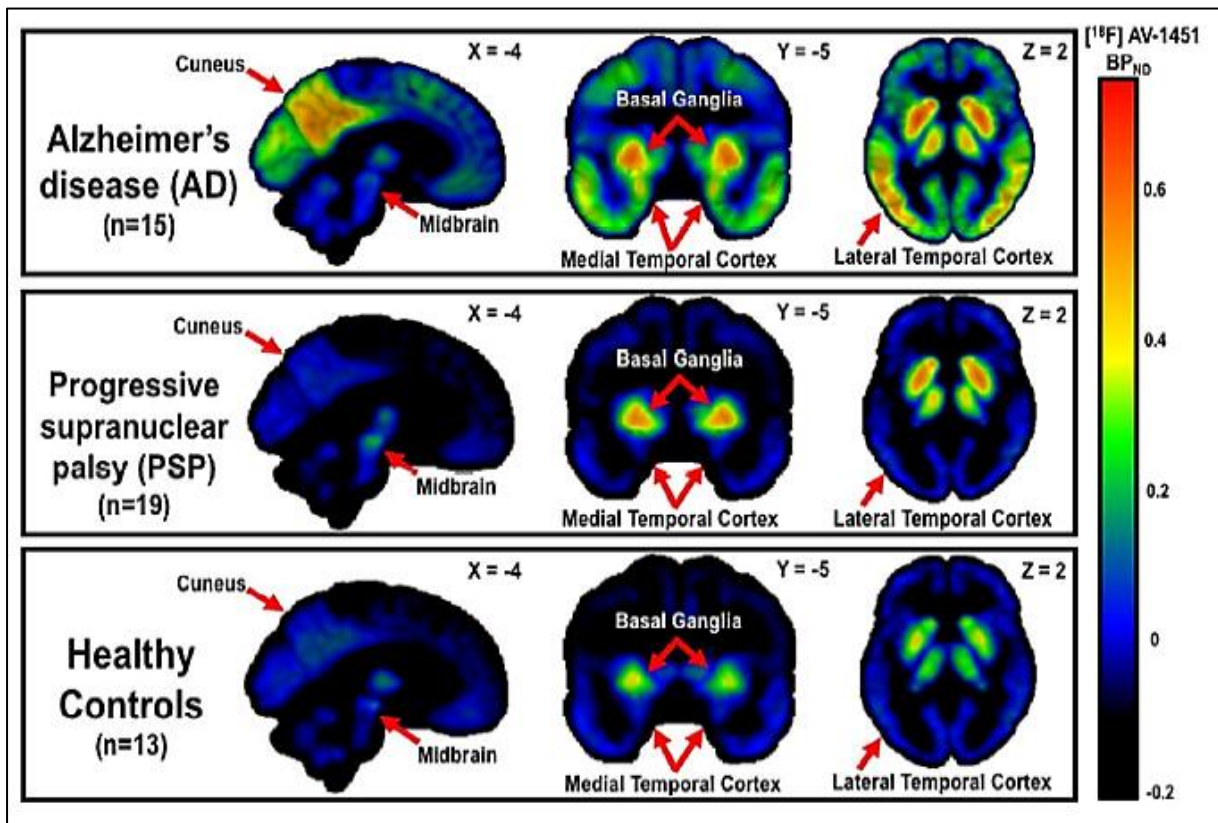 [¹⁸F] AV-1451
BP_ND
X = -4
Y = -5
Z = 2
Cuneus
Basal Ganglia
Alzheimer's
disease (AD)
(n=15)
Midbrain
Medial Temporal Cortex
Lateral Temporal Cortex
X = -4
Y = -5
Z = 2
Cuneus
Basal Ganglia
Progressive
supranuclear
palsy (PSP)
(n=19)
Midbrain
Medial Temporal Cortex
Lateral Temporal Cortex
X = -4
Y = -5
Z = 2
Cuneus
Basal Ganglia
Healthy
Controls
(n=13)
Midbrain
Medial Temporal Cortex
Lateral Temporal Cortex
0.6
0.4
0.2
0
-0.2